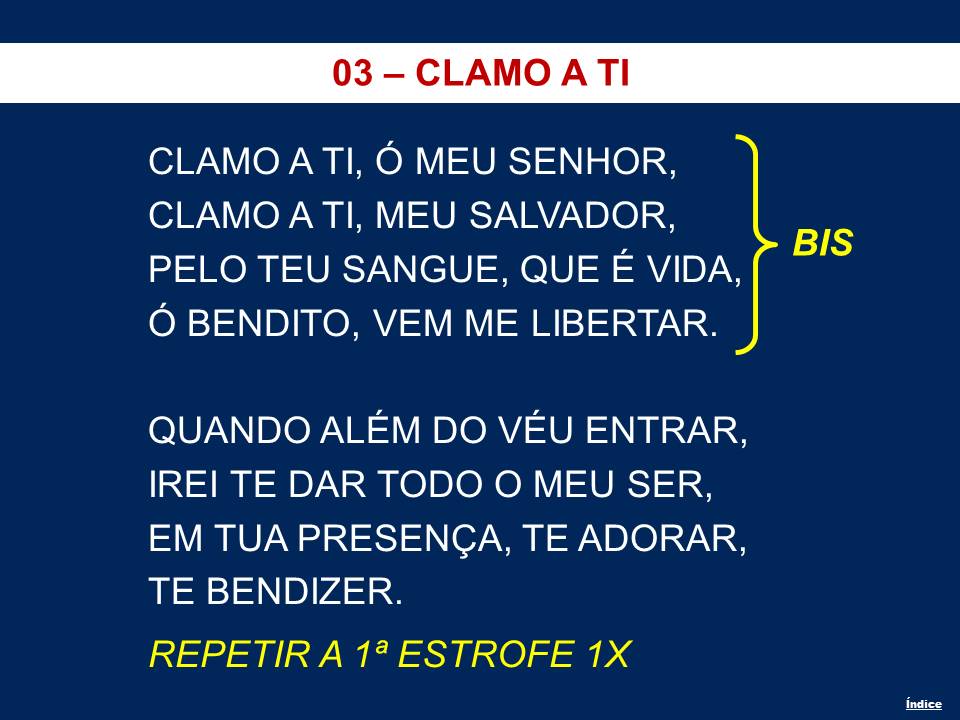 03 – CLAMO A TI
CLAMO A TI, Ó MEU SENHOR,
CLAMO A TI, MEU SALVADOR,
PELO TEU SANGUE, QUE É VIDA,
Ó BENDITO, VEM ME LIBERTAR.
BIS
QUANDO ALÉM DO VÉU ENTRAR,
IREI TE DAR TODO O MEU SER,
EM TUA PRESENÇA, TE ADORAR,
TE BENDIZER.
REPETIR A 1ª ESTROFE 1X
Índice